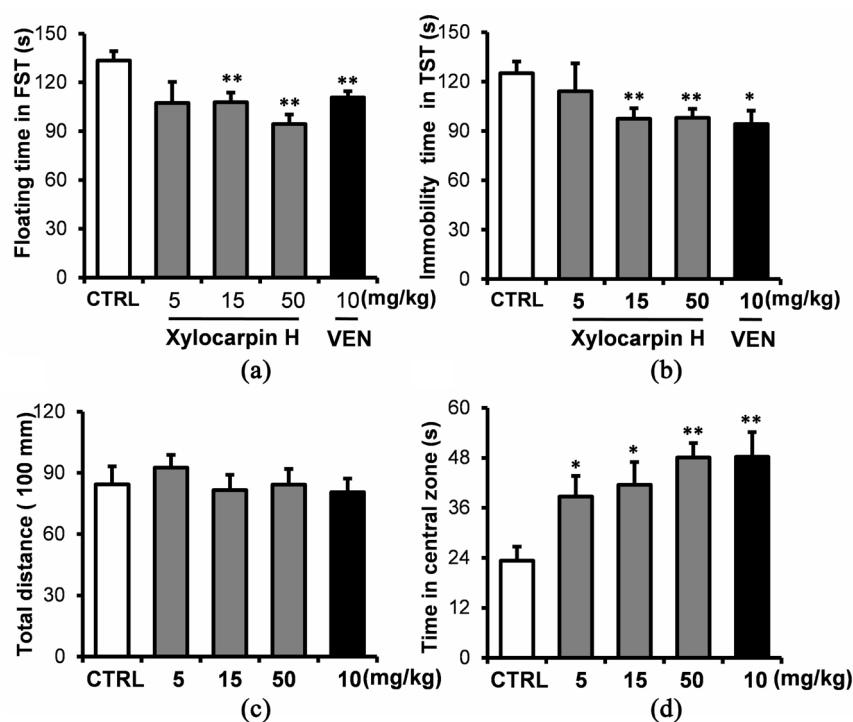 Floating time in FST (s)
150
120
90
60
30
0
** ** **
CTRL 5 15 50 10(mg/kg)
Xylocarpin H VEN
(a)
Immobility time in TST (s)
150
120
90
60
30
0
** ** *
CTRL 5 15 50 10(mg/kg)
Xylocarpin H VEN
(b)
Total distance ( 100 mm)
120
90
60
30
0
CTRL 5 15 50 10(mg/kg)
(c)
Time in central zone (s)
60
48
36
24
12
0
* * ** **
CTRL 5 15 50 10(mg/kg)
(d)